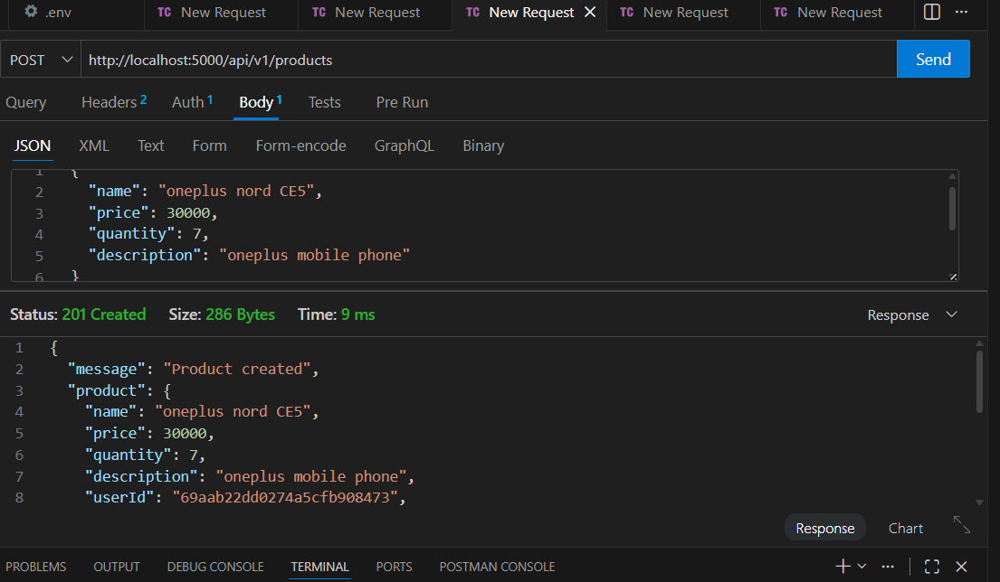 .env TC New Request TC New Request TC New Request TC New Request TC New Request
POST http://localhost:5000/api/v1/products Send
Query Headers 2 Auth 1 Body 1 Tests Pre Run
JSON XML Text Form Form-encode GraphQL Binary
1 {
2 "name": "oneplus nord CE5",
3 "price": 30000,
4 "quantity": 7,
5 "description": "oneplus mobile phone"
6 }
Status: 201 Created Size: 286 Bytes Time: 9 ms Response
1 {
2 "message": "Product created",
3 "product": {
4 "name": "oneplus nord CE5",
5 "price": 30000,
6 "quantity": 7,
7 "description": "oneplus mobile phone",
8 "userId": "69aab22dd0274a5cfb908473",
Response Chart
PROBLEMS OUTPUT DEBUG CONSOLE TERMINAL PORTS POSTMAN CONSOLE